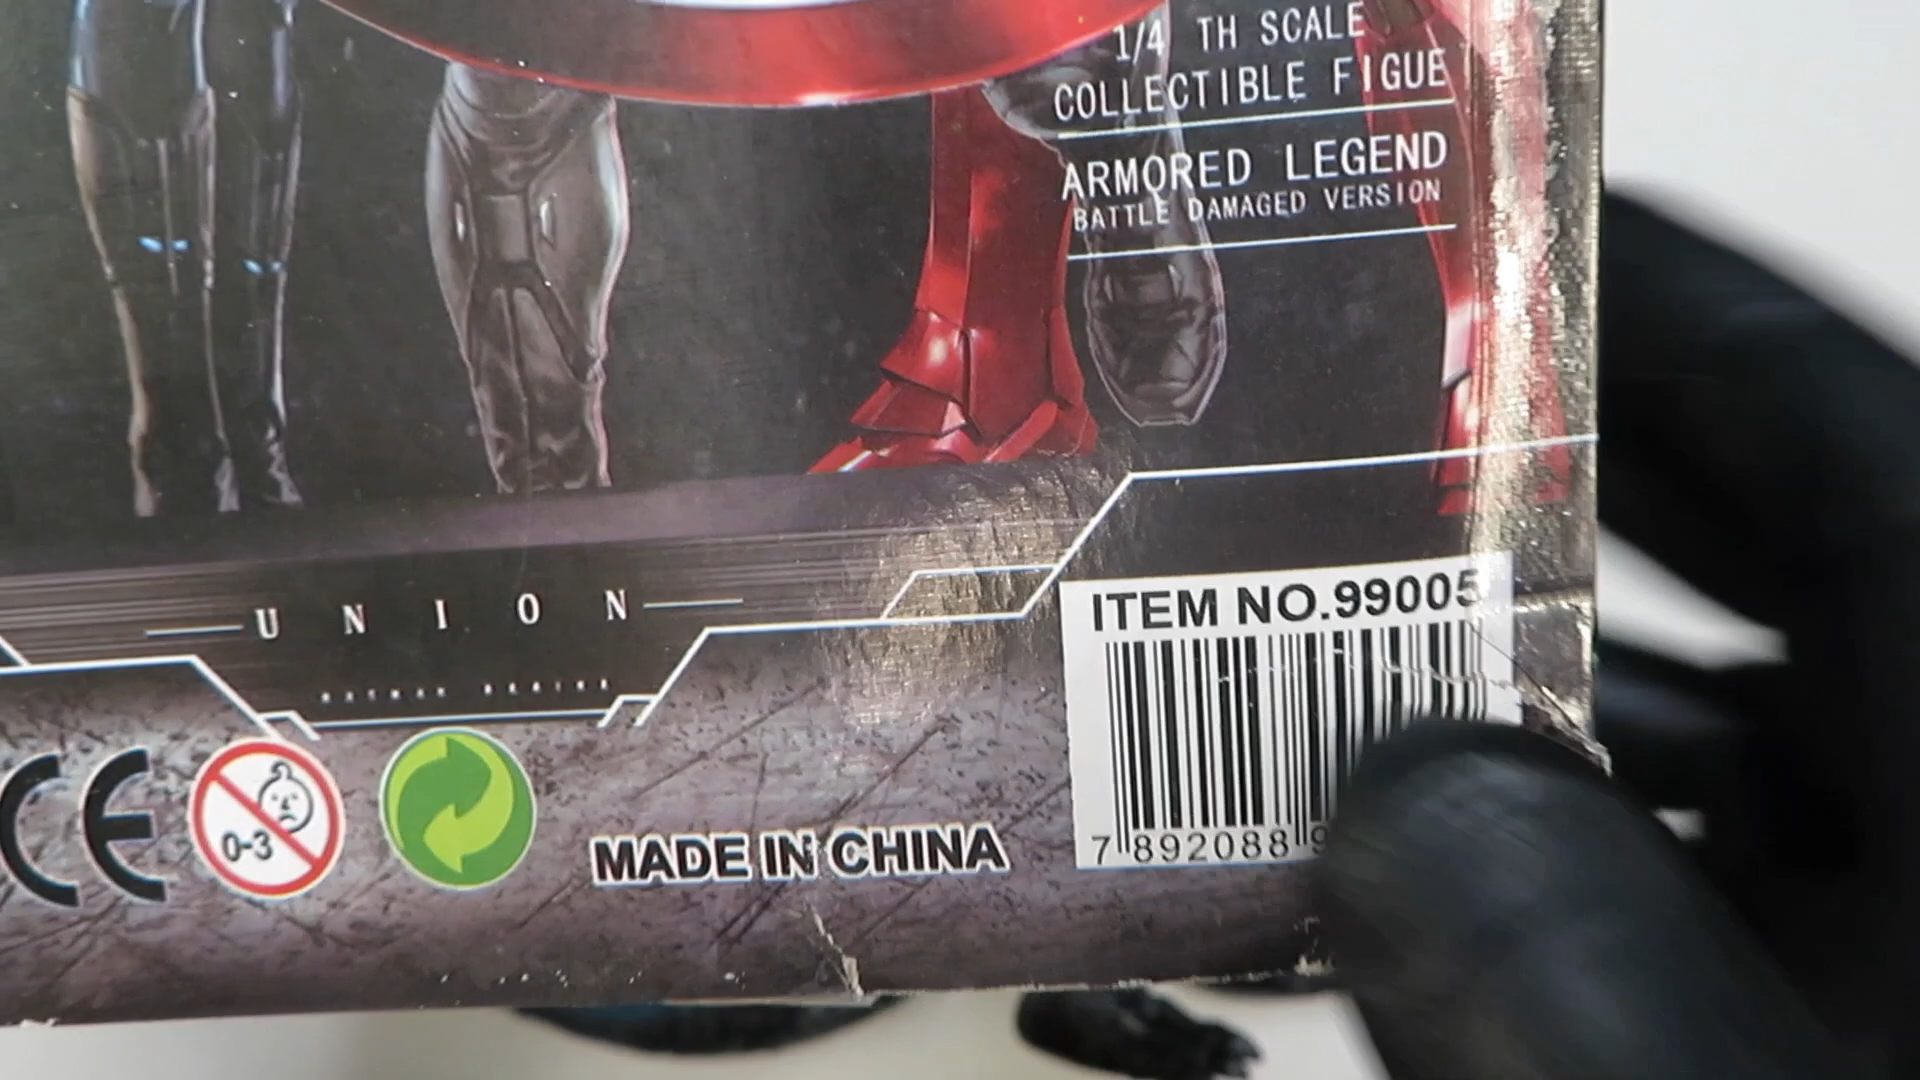 1/4 TH SCALE
COLLECTIBLE FIGUE
ARMORED LEGEND
BATTLE DAMAGED VERSION
UNION
ITEM NO.99005
7 892088 9
CE
0-3
MADE IN CHINA